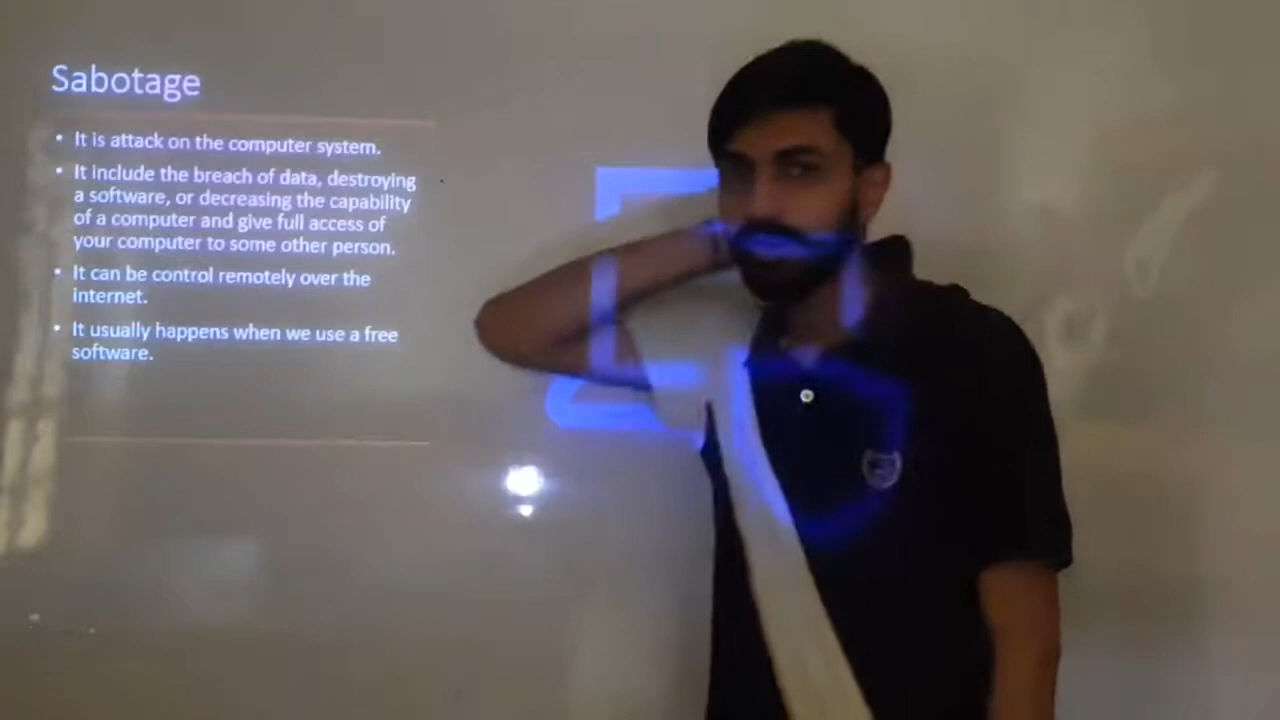 Sabotage
• It is attack on the computer system.
• It include the breach of data, destroying
a software, or decreasing the capability
of a computer and give full access of
your computer to some other person.
• It can be control remotely over the
internet.
• It usually happens when we use a free
software.